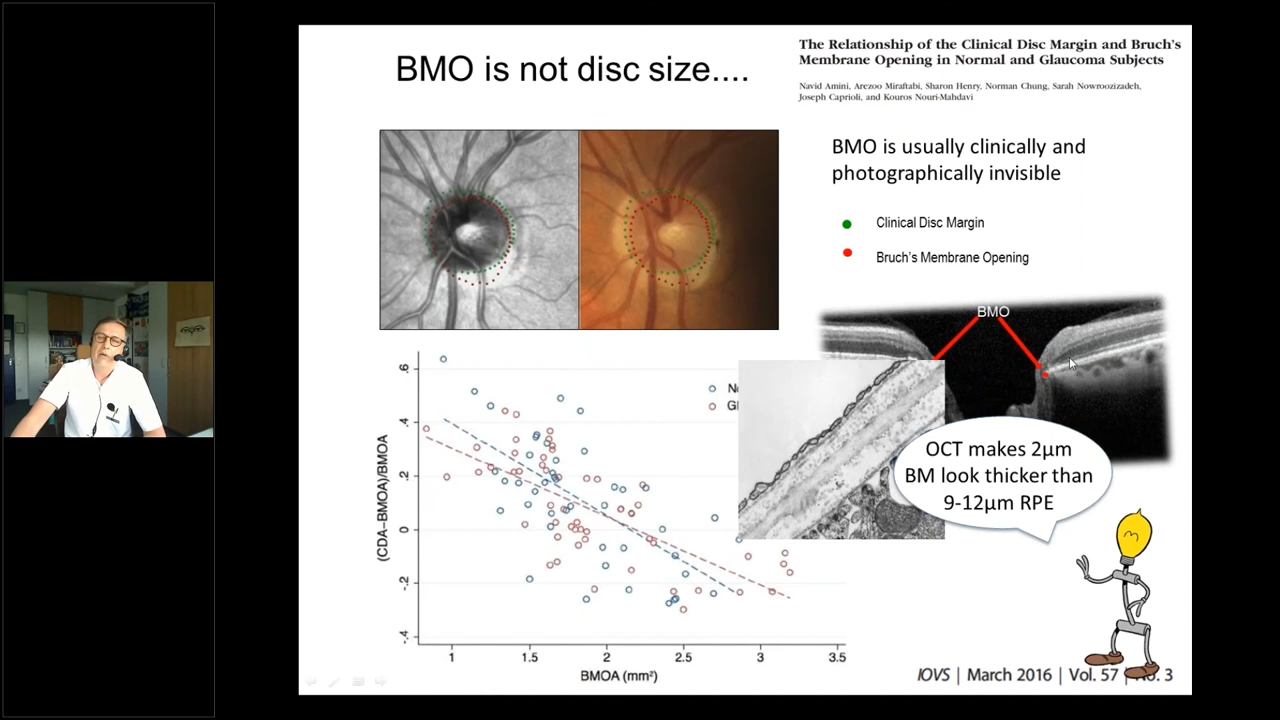 BMO is not disc size....
The Relationship of the Clinical Disc Margin and Bruch's
Membrane Opening in Normal and Glaucoma Subjects
Navid Amini, Arezoo Miraftabi, Sharon Henry, Norman Chung, Sarah Nowroozizadeh,
Joseph Caprioli, and Kouros Nouri-Mahdavi
BMO is usually clinically and
photographically invisible
Clinical Disc Margin
Bruch's Membrane Opening
BMO
OCT makes 2µm
BM look thicker than
9-12µm RPE
(CDA–BMOA)/BMOA
.6
.4
.2
0
-.2
-.4
1 1.5 2 2.5 3 3.5
BMOA (mm²)
IOVS | March 2016 | Vol. 57 | No. 3